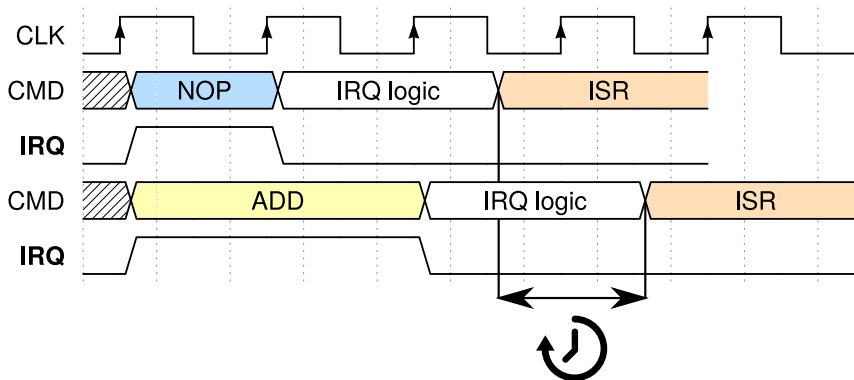 CLK
CMD NOP IRQ logic ISR
IRQ
CMD ADD IRQ logic ISR
IRQ